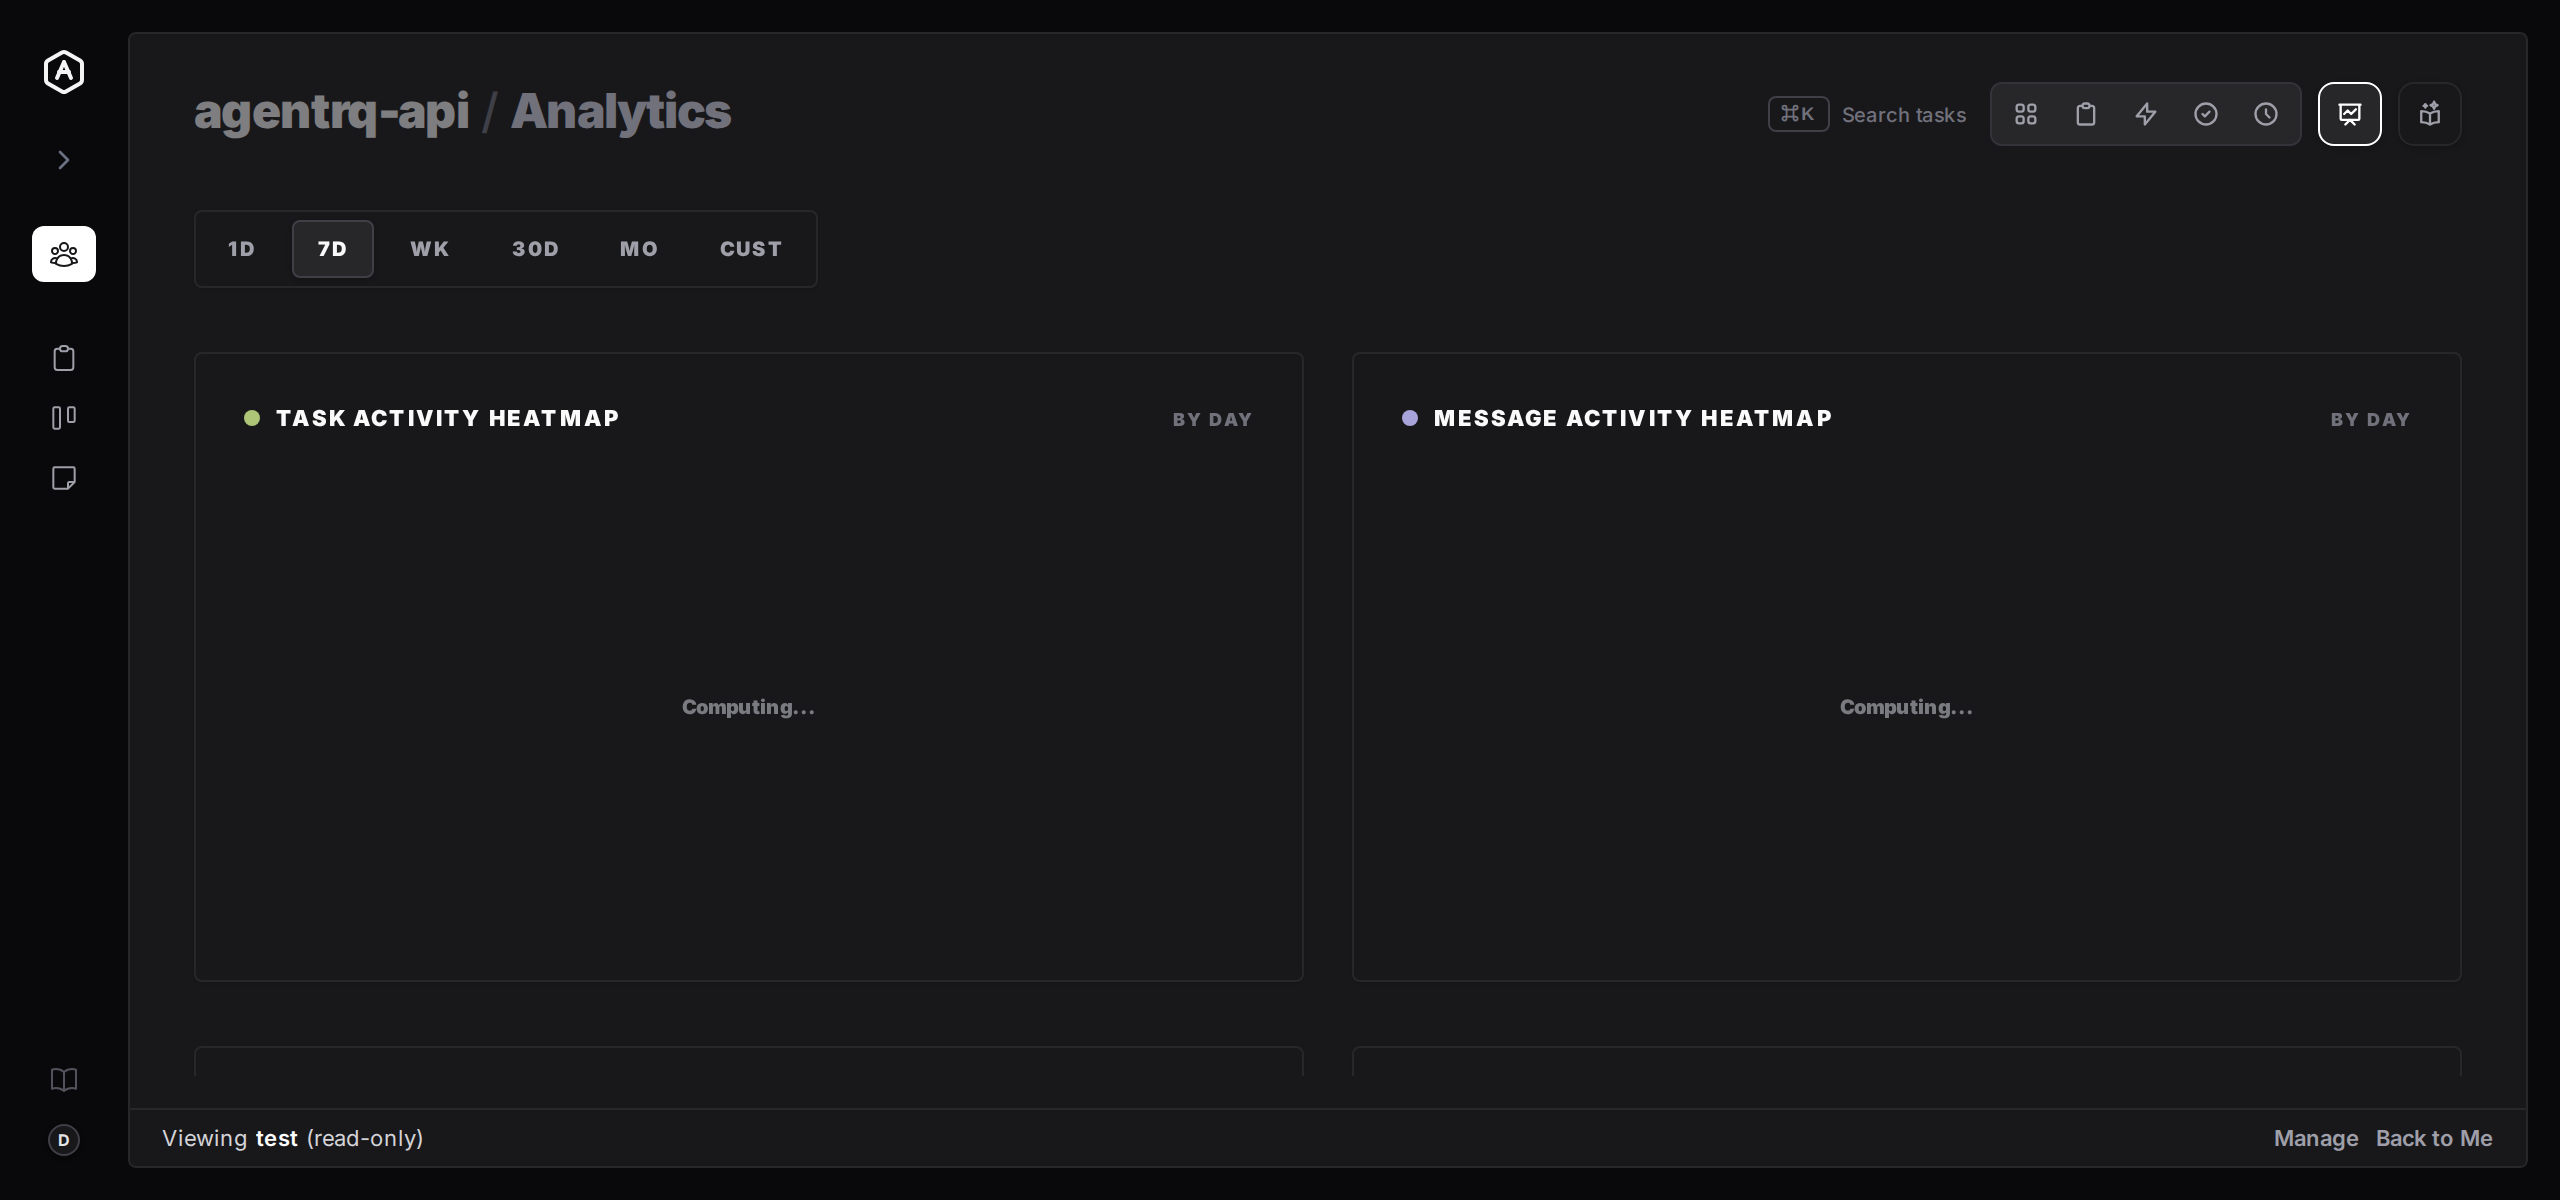 agentrq-api / Analytics
⌘K Search tasks
1D 7D WK 30D MO CUST
TASK ACTIVITY HEATMAP BY DAY
MESSAGE ACTIVITY HEATMAP BY DAY
Computing...
Computing...
D
Viewing test (read-only)
Manage Back to Me